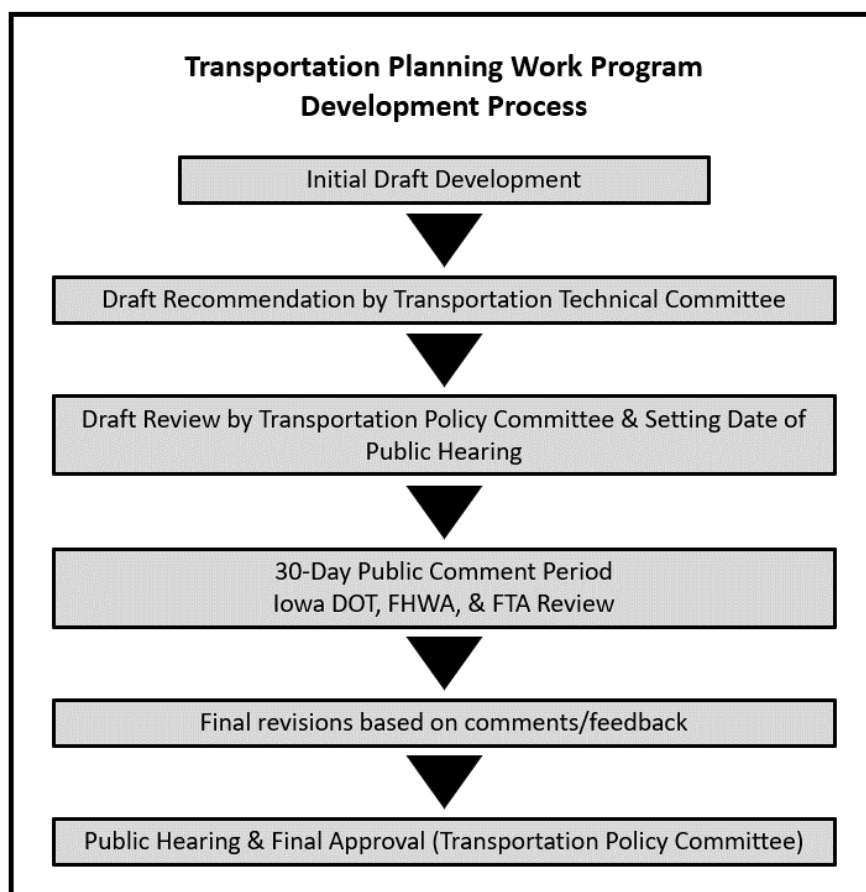 Transportation Planning Work Program
Development Process
Initial Draft Development
Draft Recommendation by Transportation Technical Committee
Draft Review by Transportation Policy Committee & Setting Date of
Public Hearing
30-Day Public Comment Period
Iowa DOT, FHWA, & FTA Review
Final revisions based on comments/feedback
Public Hearing & Final Approval (Transportation Policy Committee)